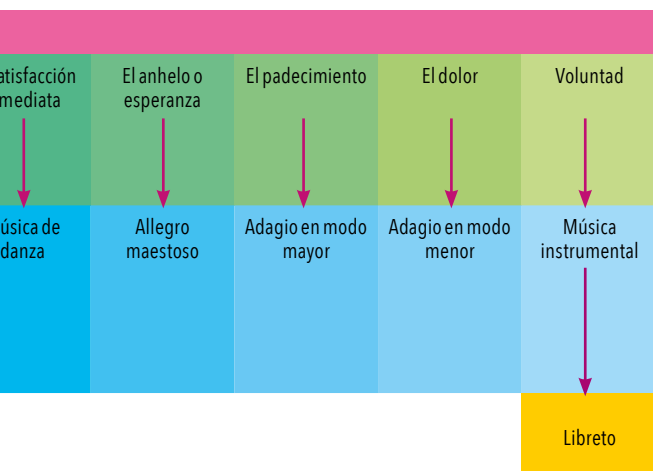 atisfacción
mediata
El anhelo o
esperanza
El padecimiento
El dolor
Voluntad
úsica de
danza
Allegro
maestoso
Adagio en modo
mayor
Adagio en modo
menor
Música
instrumental
Libreto